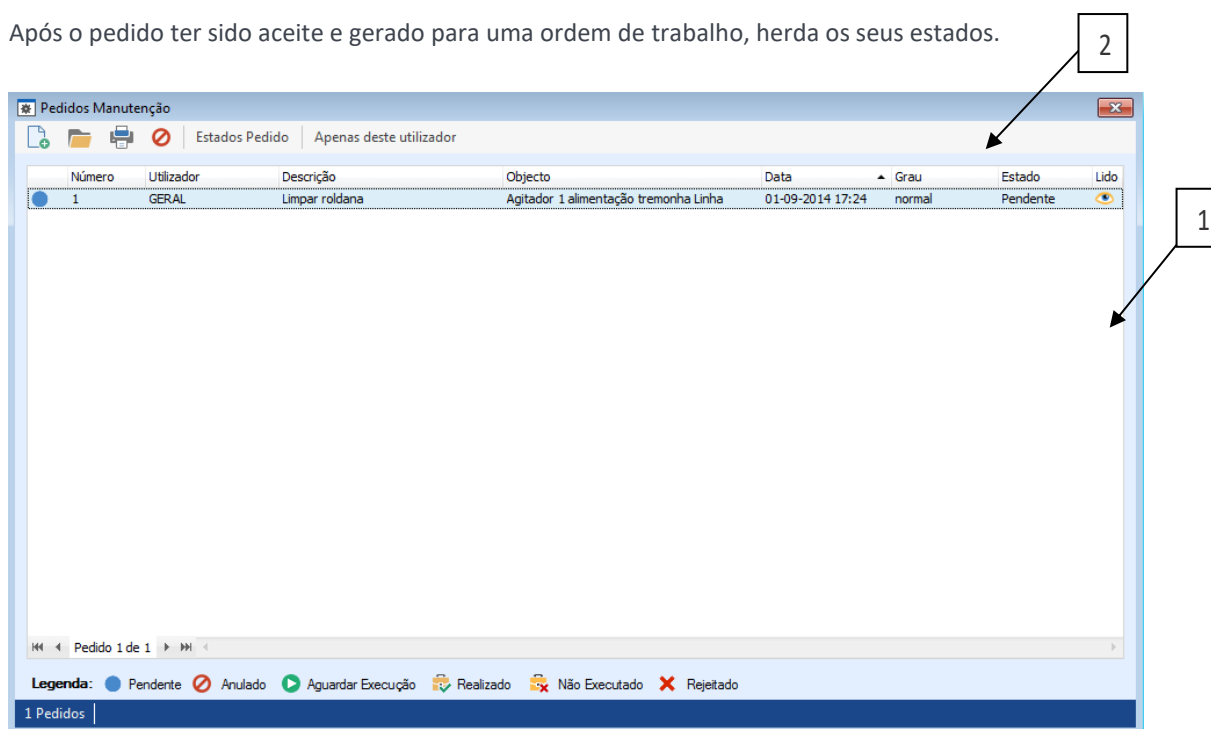 Após o pedido ter sido aceite e gerado para uma ordem de trabalho, herda os seus estados.
2
Pedidos Manutenção
Estados Pedido Apenas deste utilizador
Número Utilizador Descrição Objecto Data Grau Estado Lido
1 GERAL Limpar roldana Agitador 1 alimentação tremonha Linha 01-09-2014 17:24 normal Pendente
1
Pedido 1 de 1
Legenda: Pendente Anulado Aguardar Execução Realizado Não Executado Rejeitado
1 Pedidos